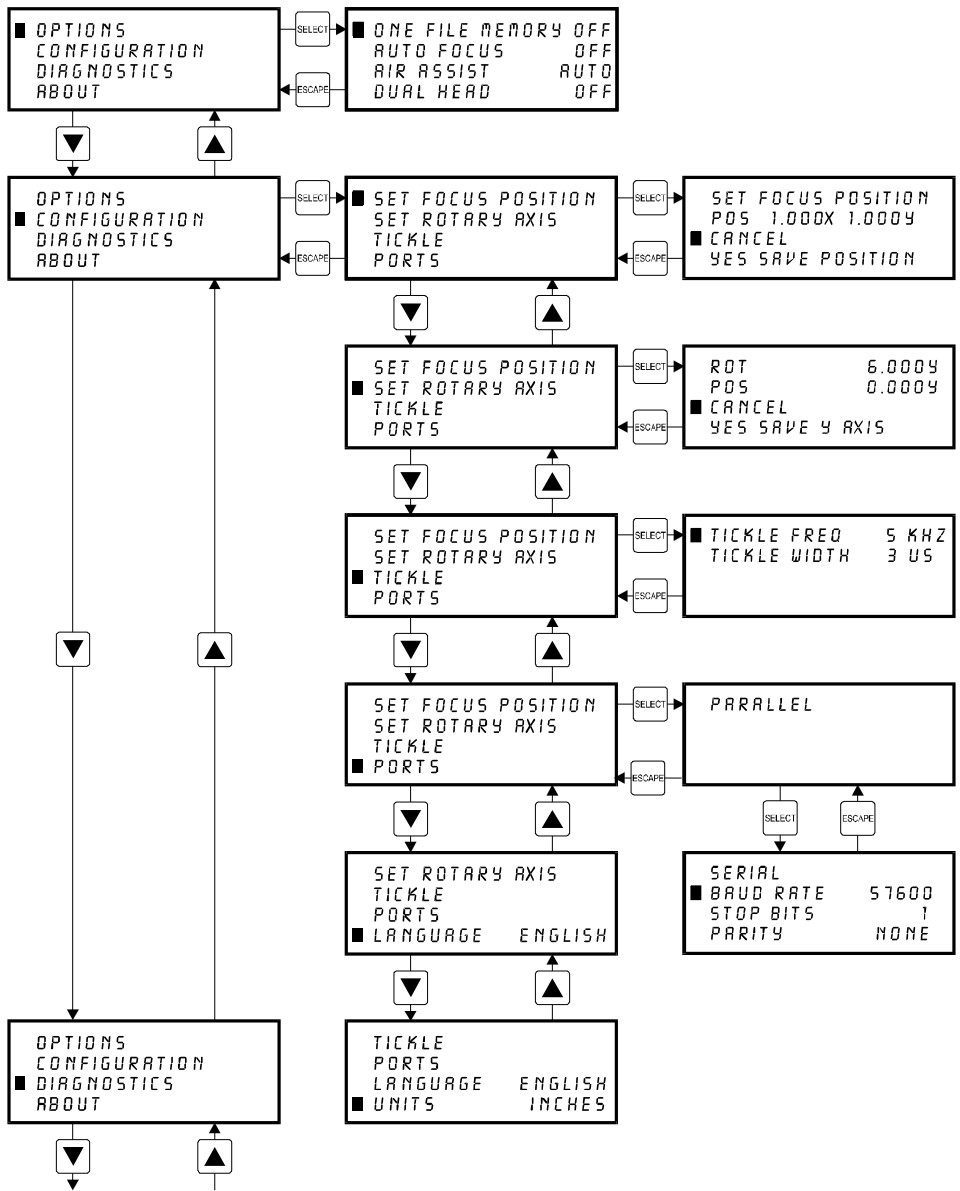 OPTIONS
CONFIGURATION
DIAGNOSTICS
ABOUT
SELECT
ESCAPE
ONE FILE MEMORY OFF
AUTO FOCUS OFF
AIR ASSIST AUTO
DUAL HEAD OFF
OPTIONS
CONFIGURATION
DIAGNOSTICS
ABOUT
SELECT
ESCAPE
SET FOCUS POSITION
SET ROTARY AXIS
TICKLE
PORTS
SELECT
ESCAPE
SET FOCUS POSITION
POS 1.000X 1.000Y
CANCEL
YES SAVE POSITION
SET FOCUS POSITION
SET ROTARY AXIS
TICKLE
PORTS
SELECT
ESCAPE
ROT 6.000Y
POS 0.000Y
CANCEL
YES SAVE Y AXIS
SET FOCUS POSITION
SET ROTARY AXIS
TICKLE
PORTS
SELECT
ESCAPE
TICKLE FREQ 5 KHZ
TICKLE WIDTH 3 US
SET FOCUS POSITION
SET ROTARY AXIS
TICKLE
PORTS
SELECT
ESCAPE
PARALLEL
SELECT
ESCAPE
SET ROTARY AXIS
TICKLE
PORTS
LANGUAGE ENGLISH
SERIAL
BAUD RATE 57600
STOP BITS 1
PARITY NONE
OPTIONS
CONFIGURATION
DIAGNOSTICS
ABOUT
TICKLE
PORTS
LANGUAGE ENGLISH
UNITS INCHES